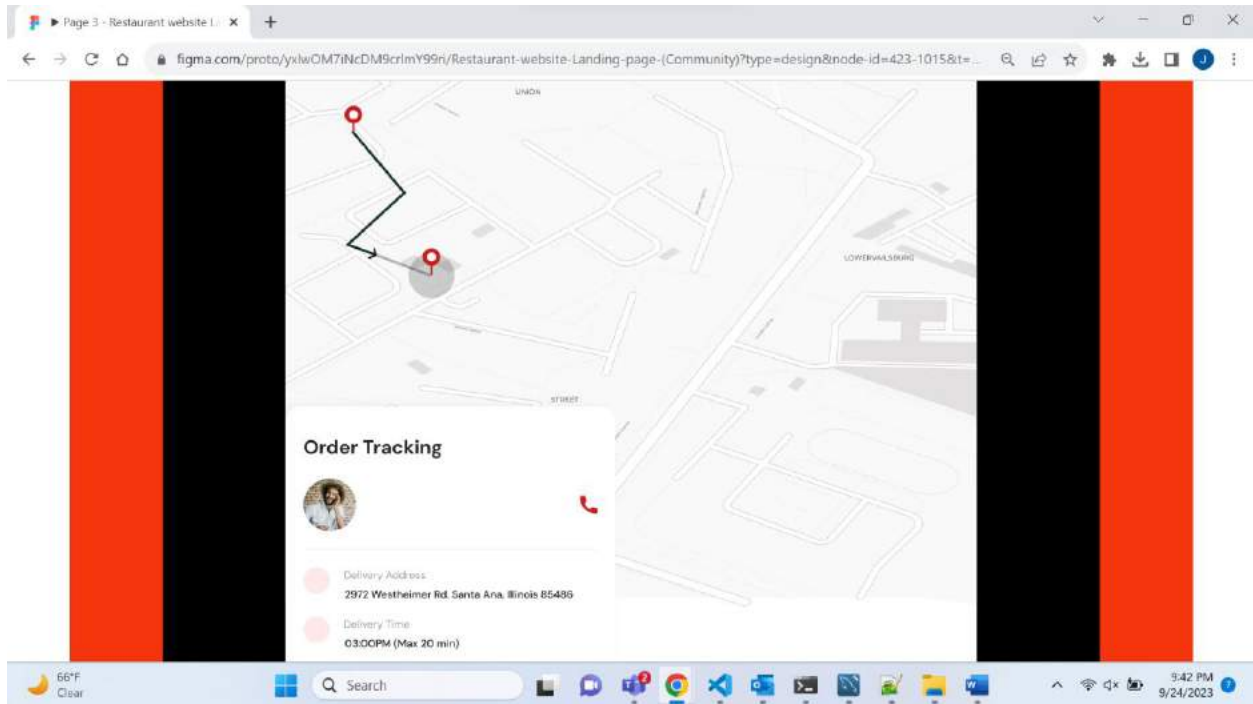 Page 3 - Restaurant website L
figma.com/proto/yxlwOM7iNcDM9crlmY99ri/Restaurant-website-Landing-page-(Community)?type=design&node-id=423-1015&t=...
J
UNION
LOWERVAILSBURG
STREET
Order Tracking
Delivery Address
2972 Westheimer Rd. Santa Ana, Illinois 85486
Delivery Time
03:00PM (Max 20 min)
66°F
Clear
Search
2
9:42 PM
9/24/2023